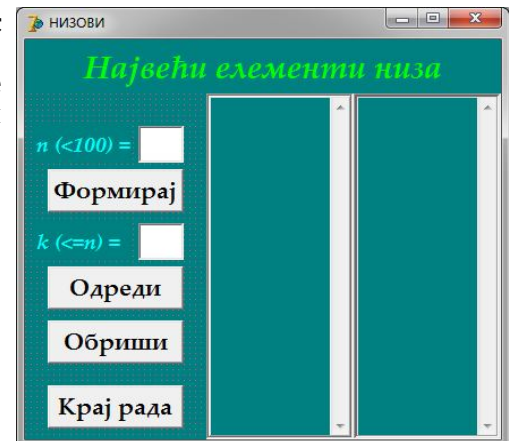 НИЗОВИ
Највећи елементи низа
n (<100) =
Формирај
k (<=n) =
Одреди
Обриши
Крај рада